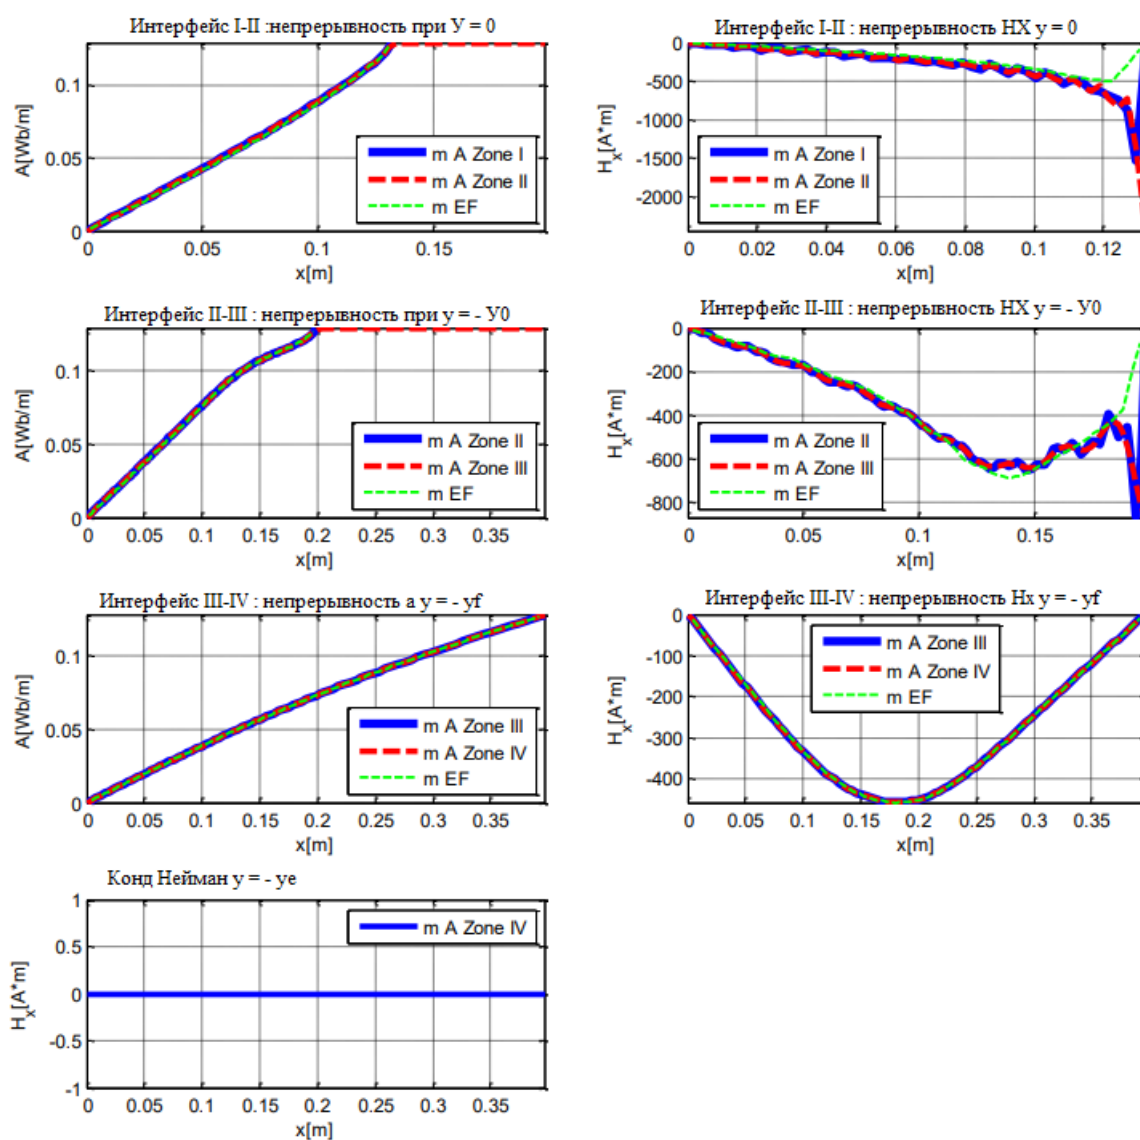 Интерфейс I-II :непрерывность при У = 0
A[Wb/m]
0.1
0.05
0
m A Zone I
m A Zone II
m EF
0.05 0.1 0.15
x[m]
Интерфейс I-II : непрерывность НХ у = 0
H_x[A*m]
0
-500
-1000
-1500
-2000
m A Zone I
m A Zone II
m EF
0 0.02 0.04 0.06 0.08 0.1 0.12
x[m]
Интерфейс II-III : непрерывность при у = - У0
A[Wb/m]
0.1
0.05
0
m A Zone II
m A Zone III
m EF
0 0.05 0.1 0.15 0.2 0.25 0.3 0.35
x[m]
Интерфейс II-III : непрерывность НХ у = - У0
H_x[A*m]
0
-200
-400
-600
-800
m A Zone II
m A Zone III
m EF
0 0.05 0.1 0.15
x[m]
Интерфейс III-IV : непрерывность а у = - yf
A[Wb/m]
0.1
0.05
0
m A Zone III
m A Zone IV
m EF
0 0.05 0.1 0.15 0.2 0.25 0.3 0.35
x[m]
Интерфейс III-IV : непрерывность Hx y = - yf
H_x[A*m]
0
-100
-200
-300
-400
m A Zone III
m A Zone IV
m EF
0 0.05 0.1 0.15 0.2 0.25 0.3 0.35
x[m]
Конд Нейман у = - уе
H_x[A*m]
1
0.5
0
-0.5
-1
m A Zone IV
0 0.05 0.1 0.15 0.2 0.25 0.3 0.35
x[m]